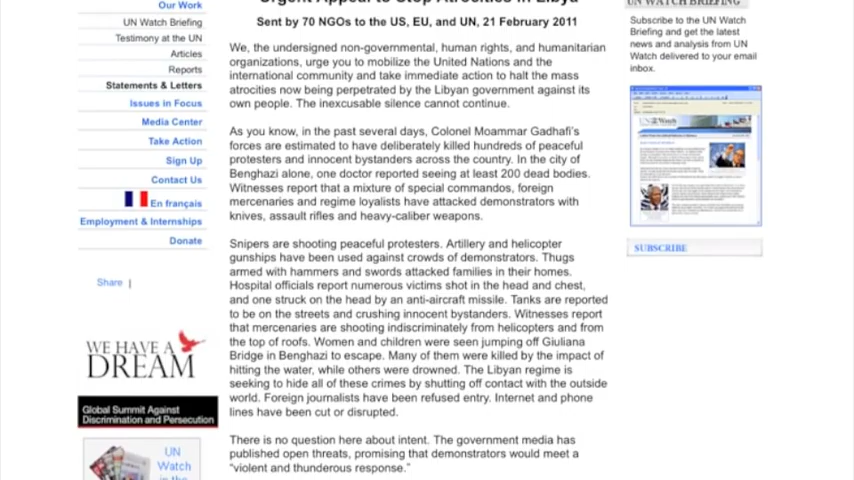 Our Work
UN Watch Briefing
Testimony at the UN
Articles
Reports
Statements & Letters
Issues in Focus
Media Center
Take Action
Sign Up
Contact Us
En français
Employment & Internships
Donate
Share |
WE HAVE A
DREAM
Global Summit Against
Discrimination and Persecution
UN
Watch
in the
Urgent Appeal to Stop Atrocities in Libya
Sent by 70 NGOs to the US, EU, and UN, 21 February 2011
We, the undersigned non-governmental, human rights, and humanitarian
organizations, urge you to mobilize the United Nations and the
international community and take immediate action to halt the mass
atrocities now being perpetrated by the Libyan government against its
own people. The inexcusable silence cannot continue.
As you know, in the past several days, Colonel Moammar Gadhafi's
forces are estimated to have deliberately killed hundreds of peaceful
protesters and innocent bystanders across the country. In the city of
Benghazi alone, one doctor reported seeing at least 200 dead bodies.
Witnesses report that a mixture of special commandos, foreign
mercenaries and regime loyalists have attacked demonstrators with
knives, assault rifles and heavy-caliber weapons.
Snipers are shooting peaceful protesters. Artillery and helicopter
gunships have been used against crowds of demonstrators. Thugs
armed with hammers and swords attacked families in their homes.
Hospital officials report numerous victims shot in the head and chest,
and one struck on the head by an anti-aircraft missile. Tanks are reported
to be on the streets and crushing innocent bystanders. Witnesses report
that mercenaries are shooting indiscriminately from helicopters and from
the top of roofs. Women and children were seen jumping off Giuliana
Bridge in Benghazi to escape. Many of them were killed by the impact of
hitting the water, while others were drowned. The Libyan regime is
seeking to hide all of these crimes by shutting off contact with the outside
world. Foreign journalists have been refused entry. Internet and phone
lines have been cut or disrupted.
There is no question here about intent. The government media has
published open threats, promising that demonstrators would meet a
“violent and thunderous response.”
UN WATCH BRIEFING
Subscribe to the UN Watch
Briefing and get the latest
news and analysis from UN
Watch delivered to your email
inbox.
SUBSCRIBE